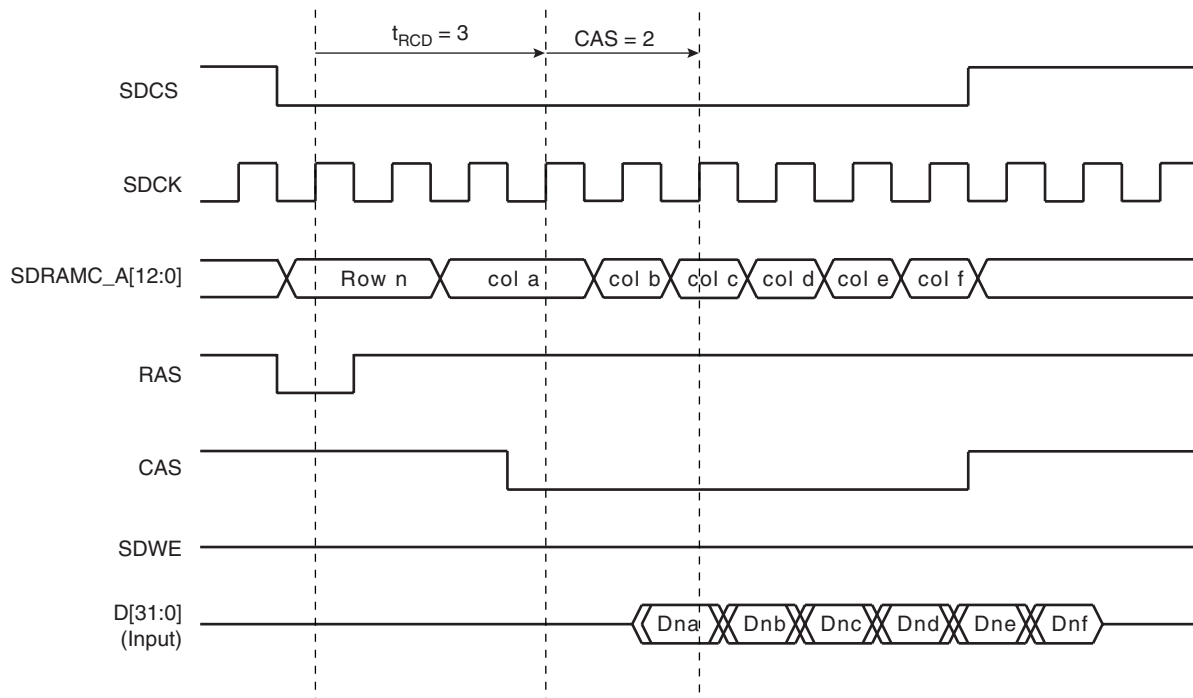 t_RCD = 3
CAS = 2
SDCS
SDCK
SDRAMC_A[12:0]
Row n
col a
col b
col c
col d
col e
col f
RAS
CAS
SDWE
D[31:0]
(Input)
Dna
Dnb
Dnc
Dnd
Dne
Dnf